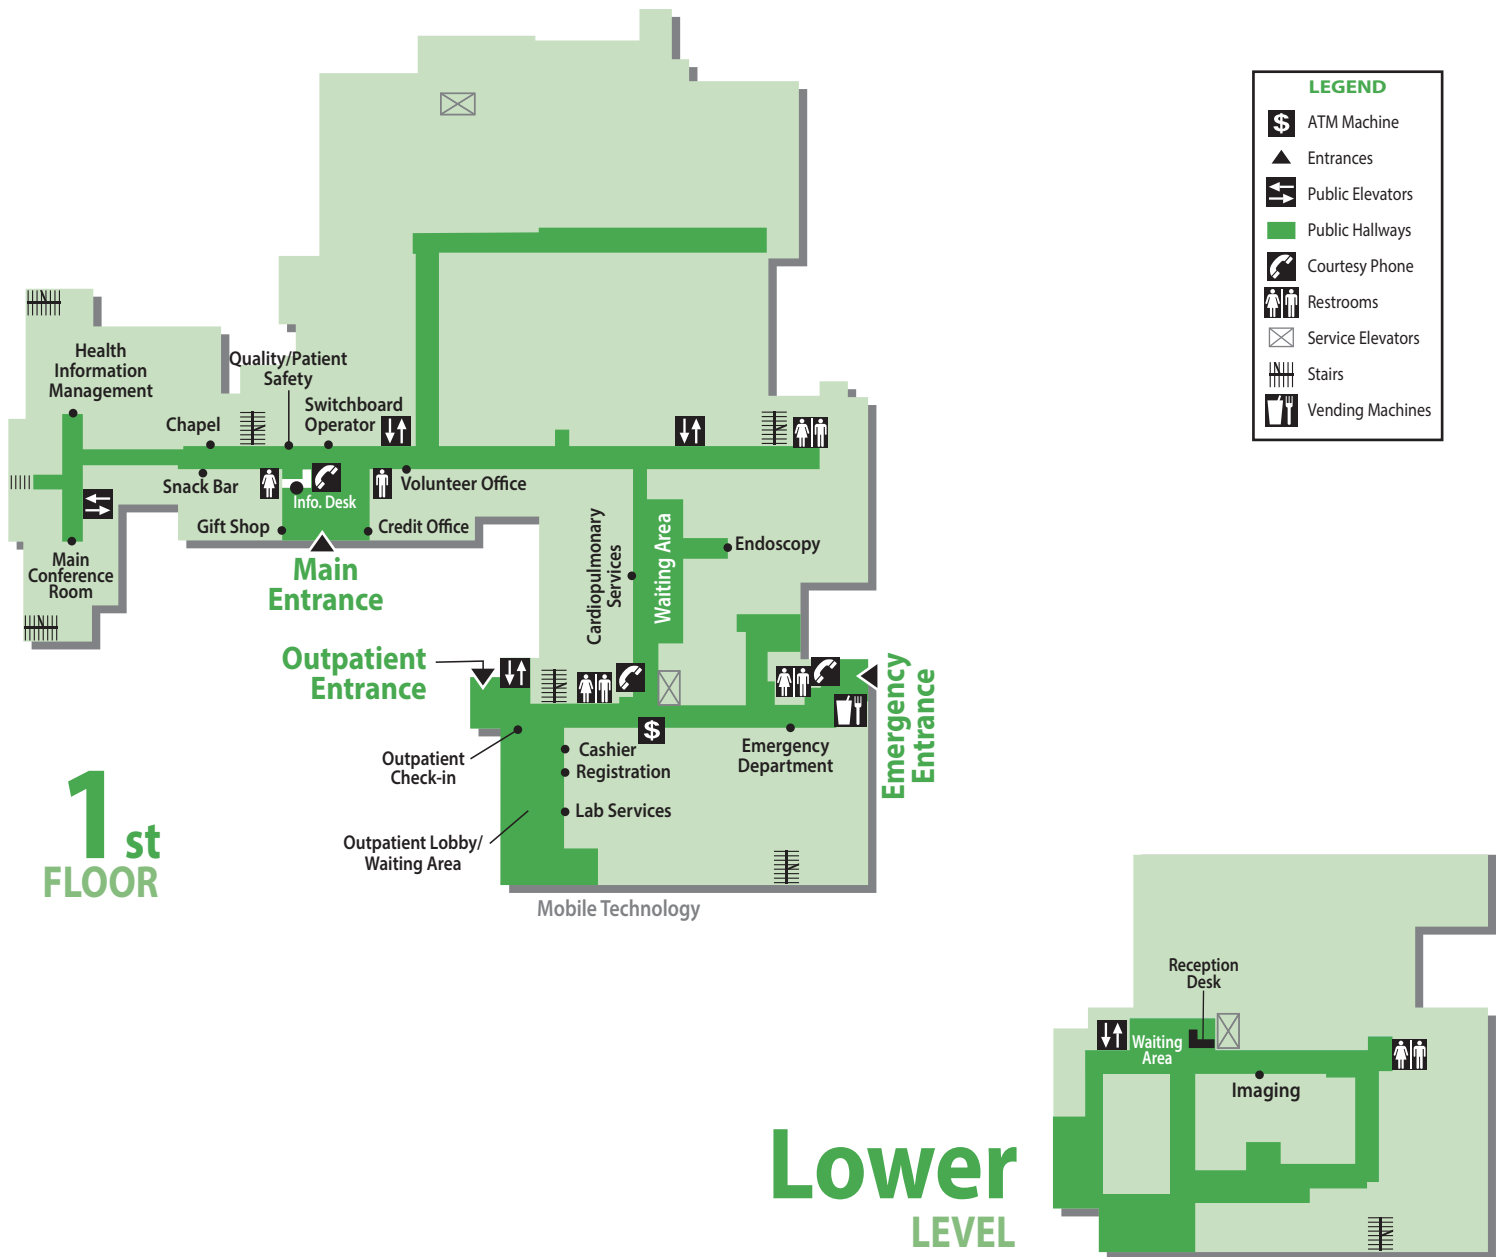 LEGEND
$ ATM Machine
Entrances
Public Elevators
Public Hallways
Courtesy Phone
Restrooms
Service Elevators
Stairs
Vending Machines
Health
Information
Management
Quality/Patient
Safety
Switchboard
Operator
Chapel
Snack Bar
Info. Desk
Volunteer Office
Gift Shop
Credit Office
Main
Conference
Room
Main
Entrance
Cardiopulmonary
Services
Waiting Area
Endoscopy
Outpatient
Entrance
Emergency
Entrance
$
Outpatient
Check-in
Cashier
Registration
Lab Services
Emergency
Department
Outpatient Lobby/
Waiting Area
1st
FLOOR
Mobile Technology
Reception
Desk
Waiting
Area
Imaging
Lower
LEVEL